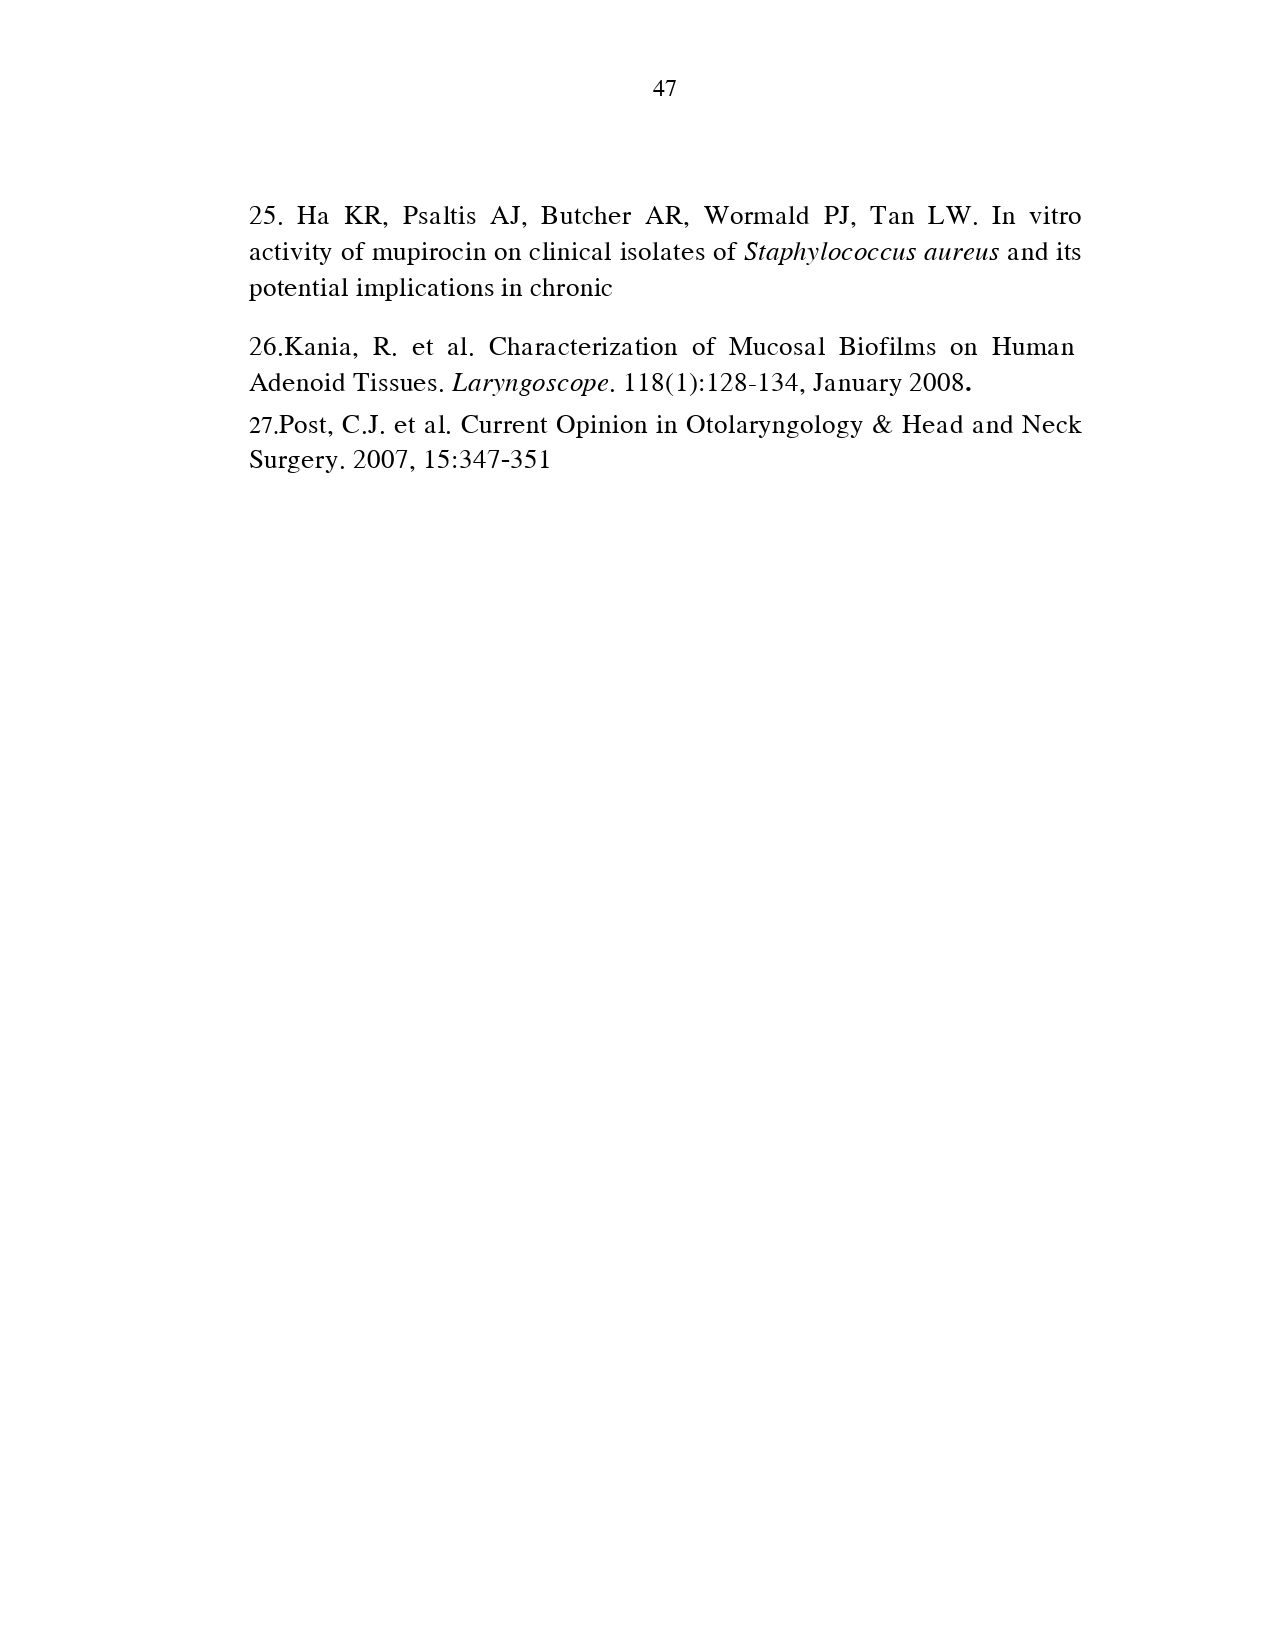 47
25. Ha KR, Psaltis AJ, Butcher AR, Wormald PJ, Tan LW. In vitro
activity of mupirocin on clinical isolates of Staphylococcus aureus and its
potential implications in chronic
26.Kania, R. et al. Characterization of Mucosal Biofilms on Human
Adenoid Tissues. Laryngoscope. 118(1):128-134, January 2008.
27.Post, C.J. et al. Current Opinion in Otolaryngology & Head and Neck
Surgery. 2007, 15:347-351